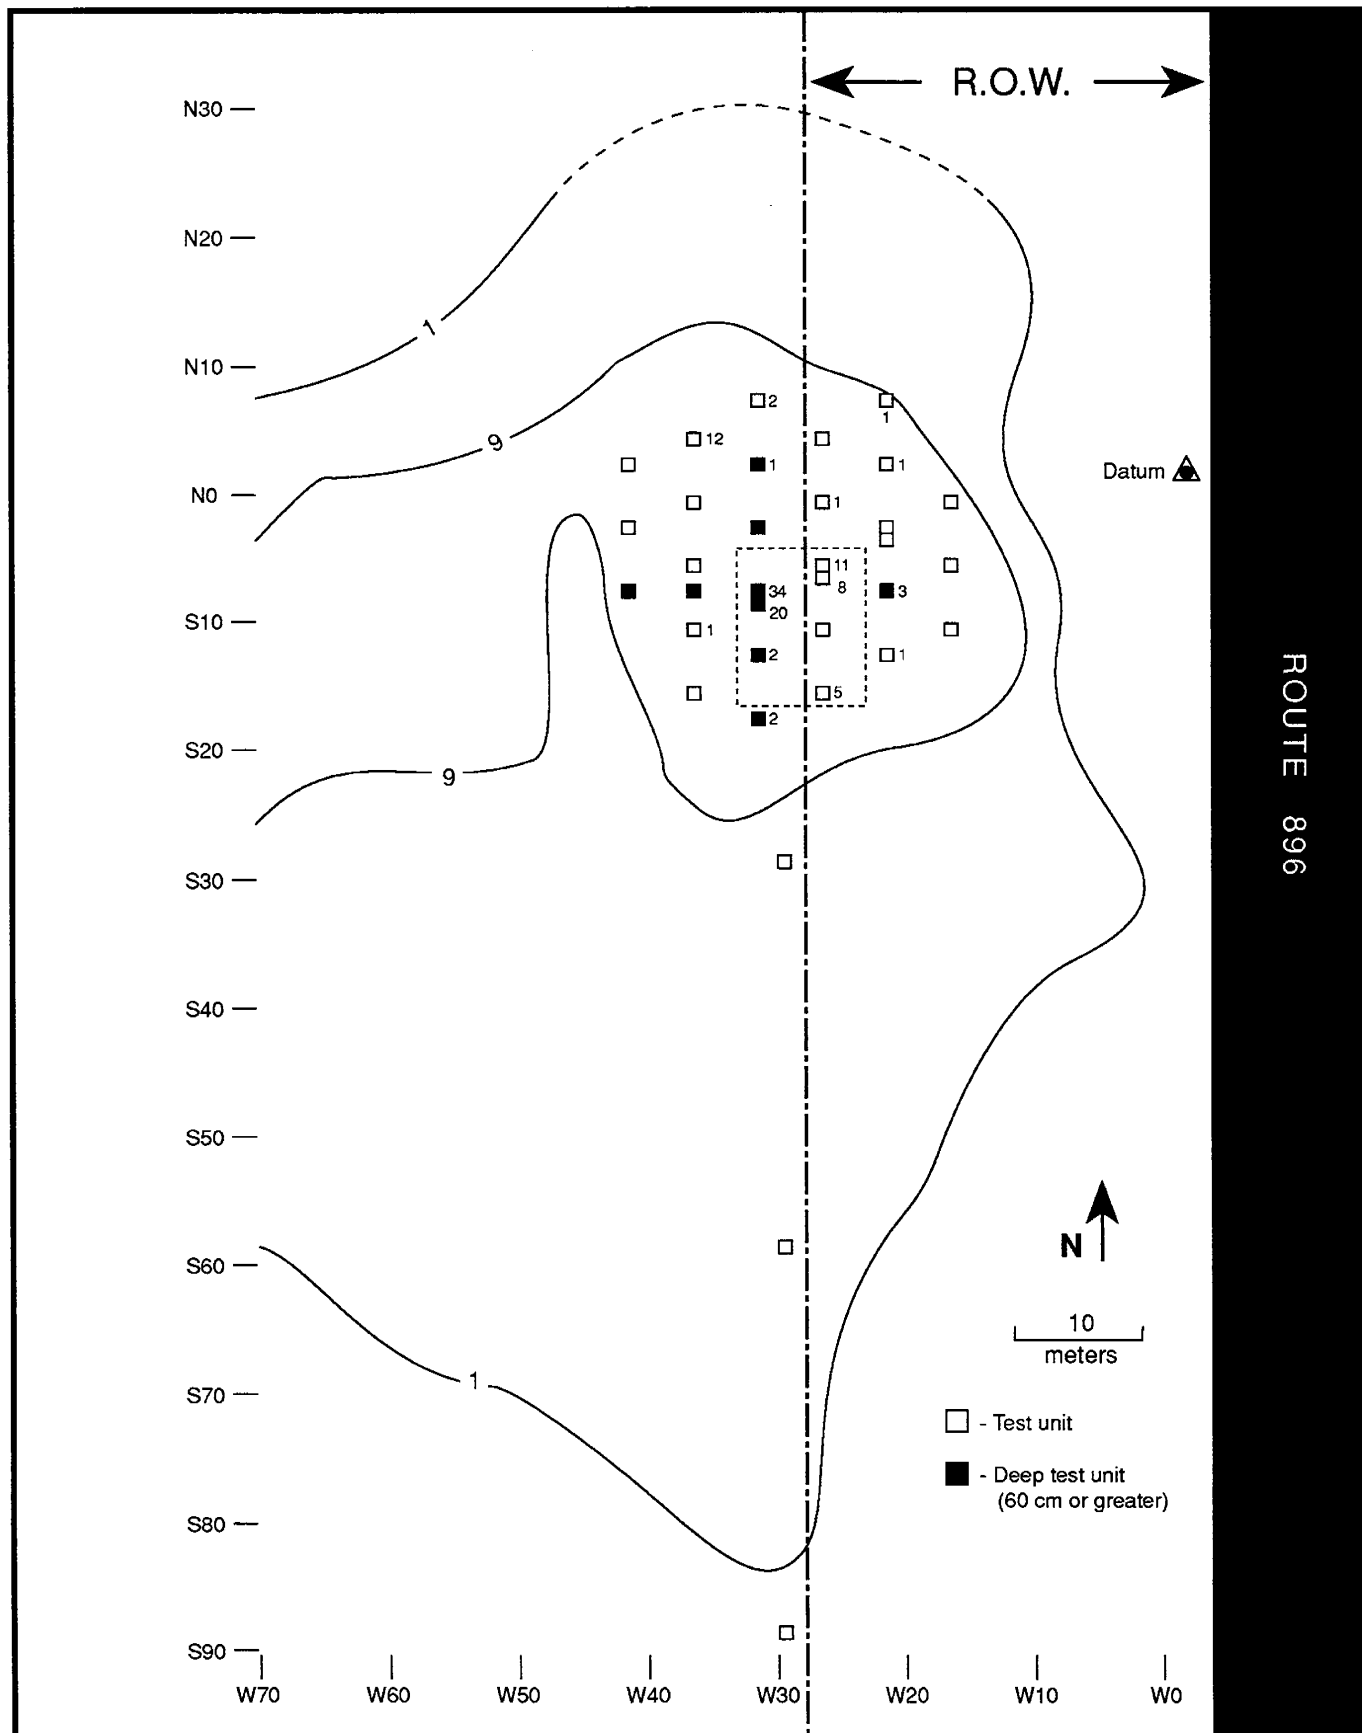 R.O.W.
N30
N20
1
N10
2
1
9
12
1
1
Datum
N0
1
11
8
34
20
3
S10
1
2
1
5
2
S20
9
S30
ROUTE 896
S40
S50
N
S60
10
meters
1
S70
- Test unit
- Deep test unit
(60 cm or greater)
S80
S90
W70 W60 W50 W40 W30 W20 W10 W0